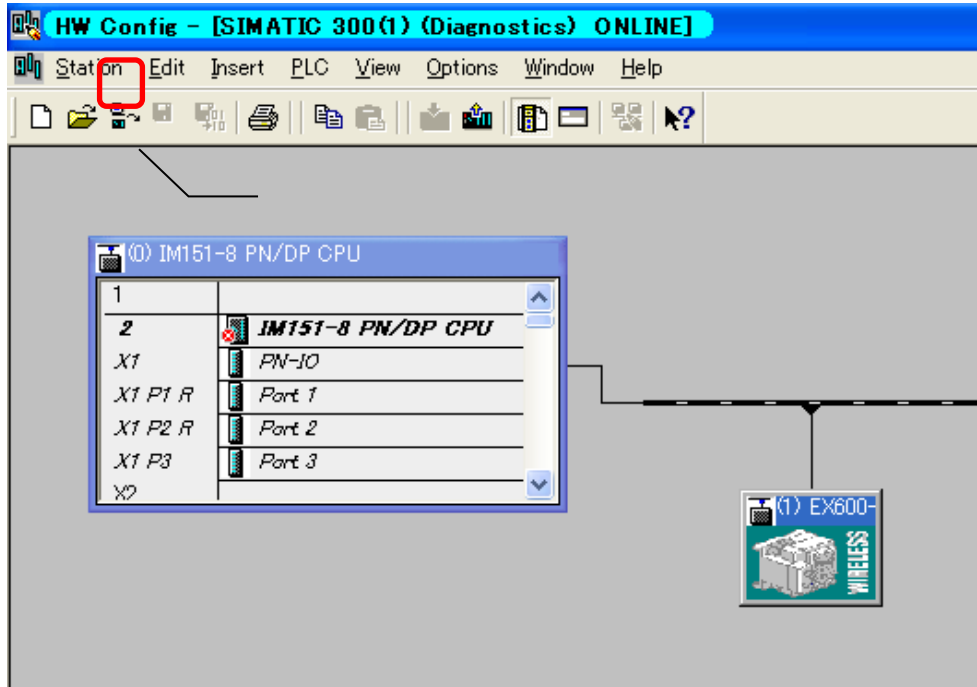 HW Config - [SIMATIC 300(1) (Diagnostics) ONLINE]
Station Edit Insert PLC View Options Window Help
(0) IM151-8 PN/DP CPU
1
2 IM151-8 PN/DP CPU
X1 PN-IO
X1 P1 R Port 1
X1 P2 R Port 2
X1 P3 Port 3
X2
(1) EX600-
WIRELESS